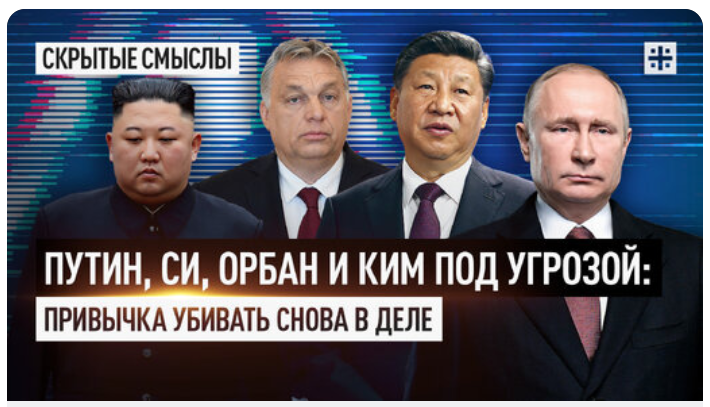 СКРЫТЫЕ СМЫСЛЫ
ПУТИН, СИ, ОРБАН И КИМ ПОД УГРОЗОЙ:
ПРИВЫЧКА УБИВАТЬ СНОВА В ДЕЛЕ